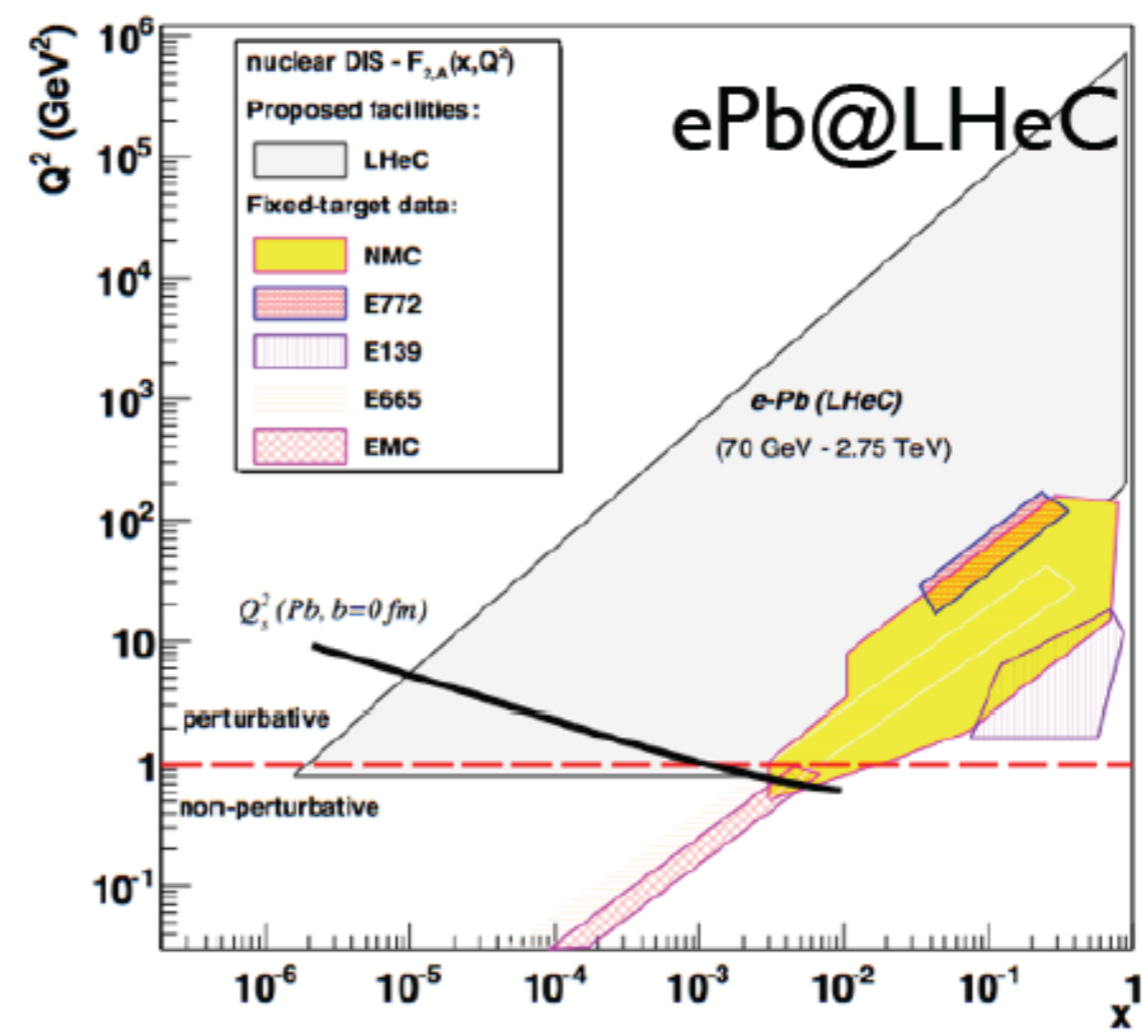 10⁶
Q² (GeV²)
nuclear DIS - F₂,A(x,Q²)
Proposed facilities:
LHeC
Fixed-target data:
NMC
E772
E139
E665
EMC
ePb@LHeC
10⁵
10⁴
10³
e-Pb (LHeC)
(70 GeV - 2.75 TeV)
10²
Qₛ² (Pb, b=0 fm)
10
perturbative
1
non-perturbative
10⁻¹
10⁻⁶ 10⁻⁵ 10⁻⁴ 10⁻³ 10⁻² 10⁻¹ 1
x